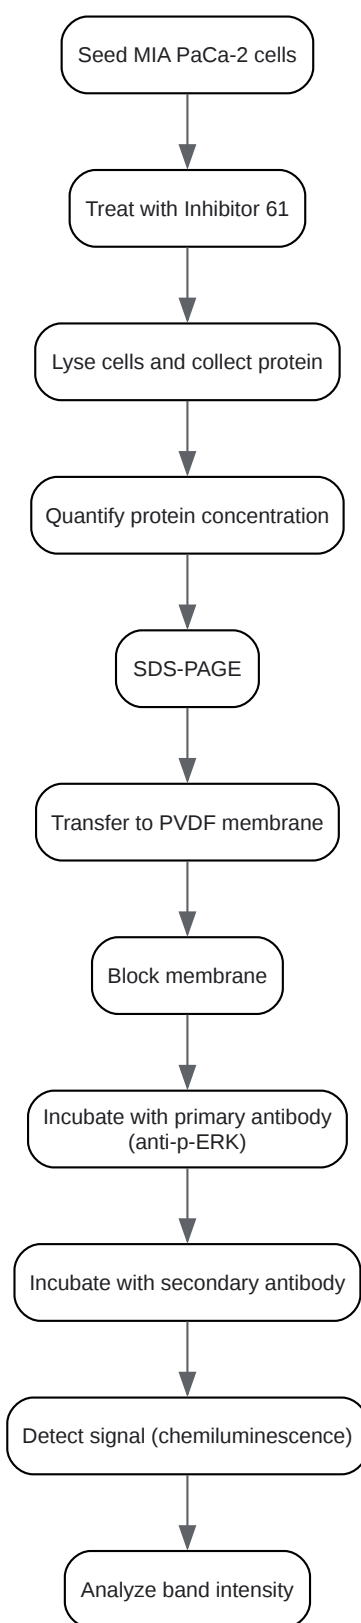 Seed MIA PaCa-2 cells
Treat with Inhibitor 61
Lyse cells and collect protein
Quantify protein concentration
SDS-PAGE
Transfer to PVDF membrane
Block membrane
Incubate with primary antibody
(anti-p-ERK)
Incubate with secondary antibody
Detect signal (chemiluminescence)
Analyze band intensity